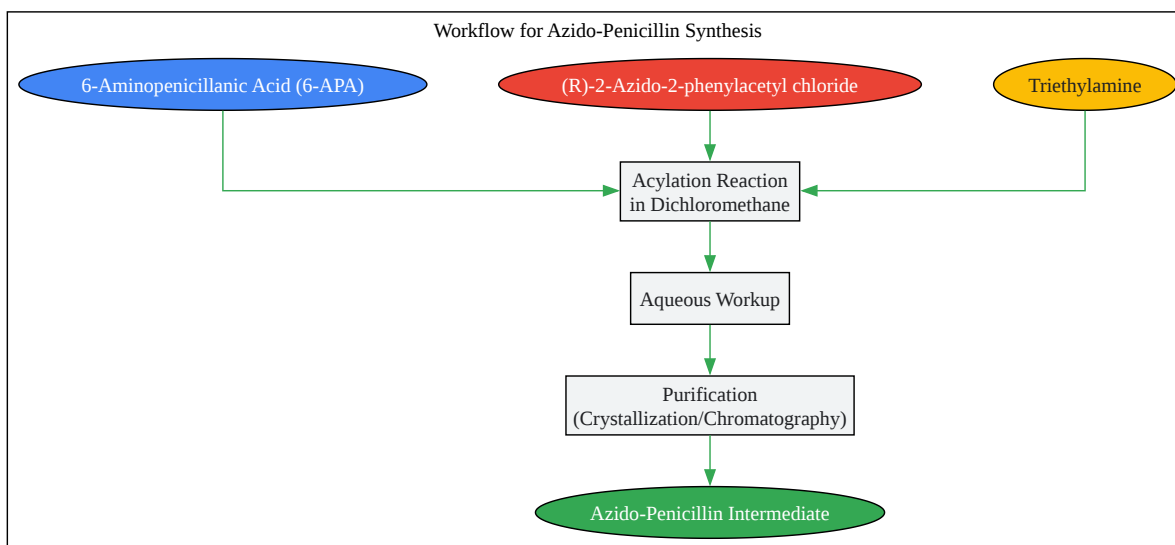 Workflow for Azido-Penicillin Synthesis
6-Aminopenicillanic Acid (6-APA)
(R)-2-Azido-2-phenylacetyl chloride
Triethylamine
Acylation Reaction
in Dichloromethane
Aqueous Workup
Purification
(Crystallization/Chromatography)
Azido-Penicillin Intermediate